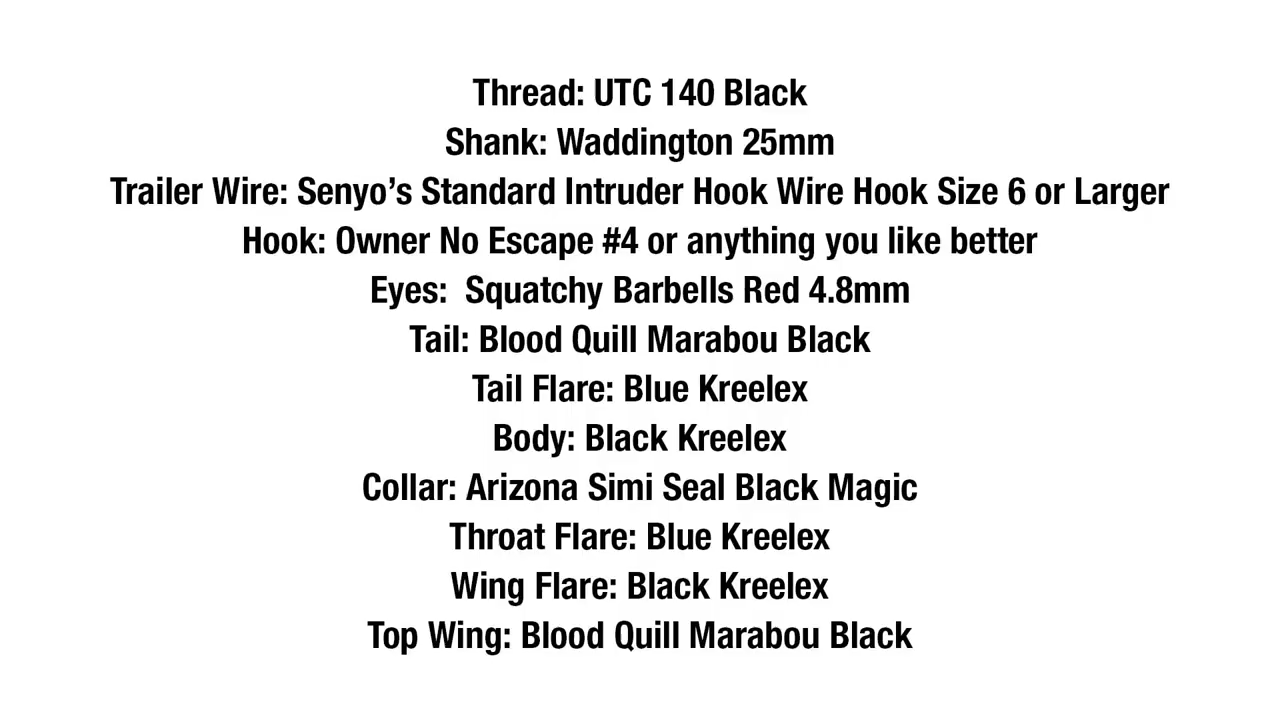 Thread: UTC 140 Black
Shank: Waddington 25mm
Trailer Wire: Senyo’s Standard Intruder Hook Wire Hook Size 6 or Larger
Hook: Owner No Escape #4 or anything you like better
Eyes:  Squatchy Barbells Red 4.8mm
Tail: Blood Quill Marabou Black
Tail Flare: Blue Kreelex
Body: Black Kreelex
Collar: Arizona Simi Seal Black Magic
Throat Flare: Blue Kreelex
Wing Flare: Black Kreelex
Top Wing: Blood Quill Marabou Black